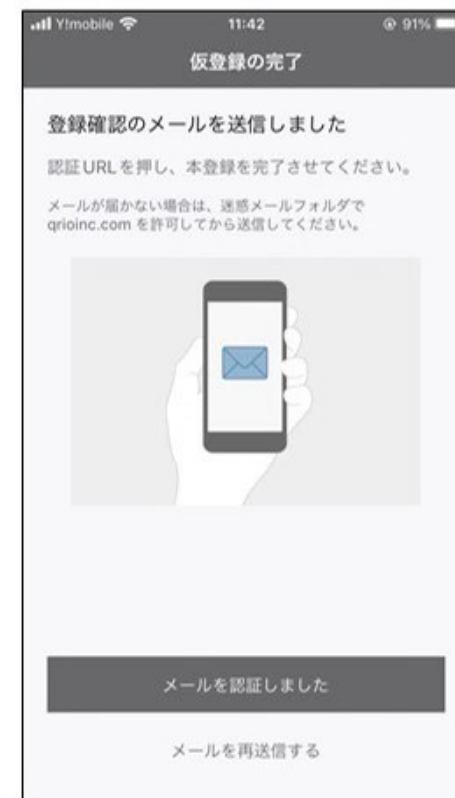 Y!mobile 11:42 91%
仮登録の完了
登録確認のメールを送信しました
認証URLを押し、本登録を完了させてください。
メールが届かない場合は、迷惑メールフォルダで
qrioinc.com を許可してから送信してください。
メールを認証しました
メールを再送信する